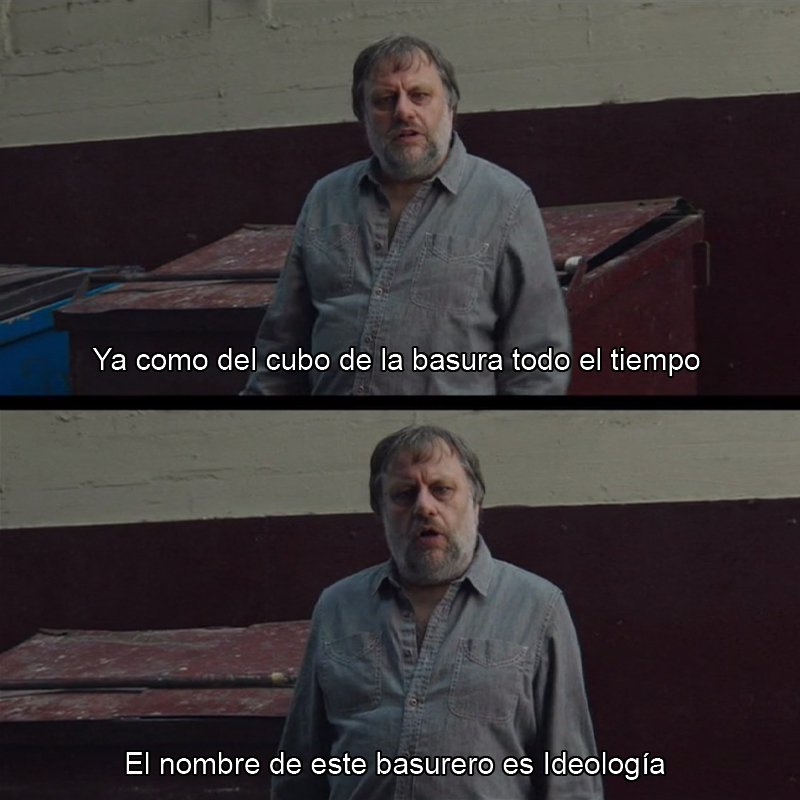 Ya como del cubo de la basura todo el tiempo
El nombre de este basurero es Ideología